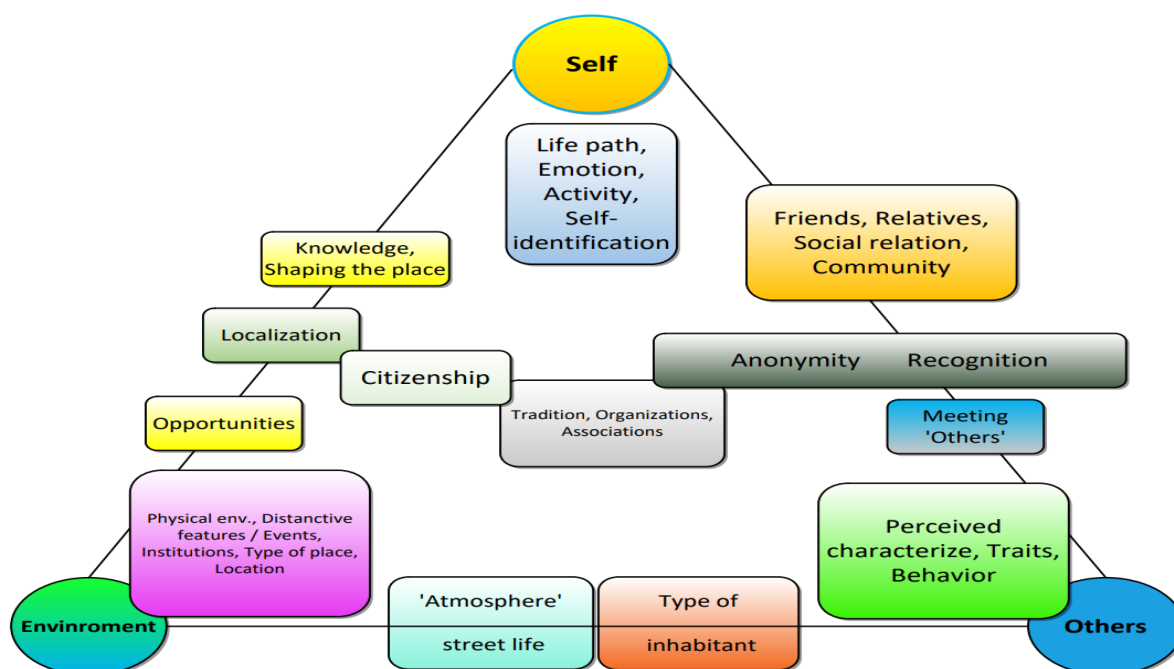 Self
Life path,
Emotion,
Activity,
Self-
identification
Friends, Relatives,
Social relation,
Community
Knowledge,
Shaping the place
Localization
Citizenship
Anonymity Recognition
Opportunities
Tradition, Organizations,
Associations
Meeting
'Others'
Physical env., Distanctive
features / Events,
Institutions, Type of place,
Location
Perceived
characterize, Traits,
Behavior
Envinroment
'Atmosphere'
street life
Type of
inhabitant
Others